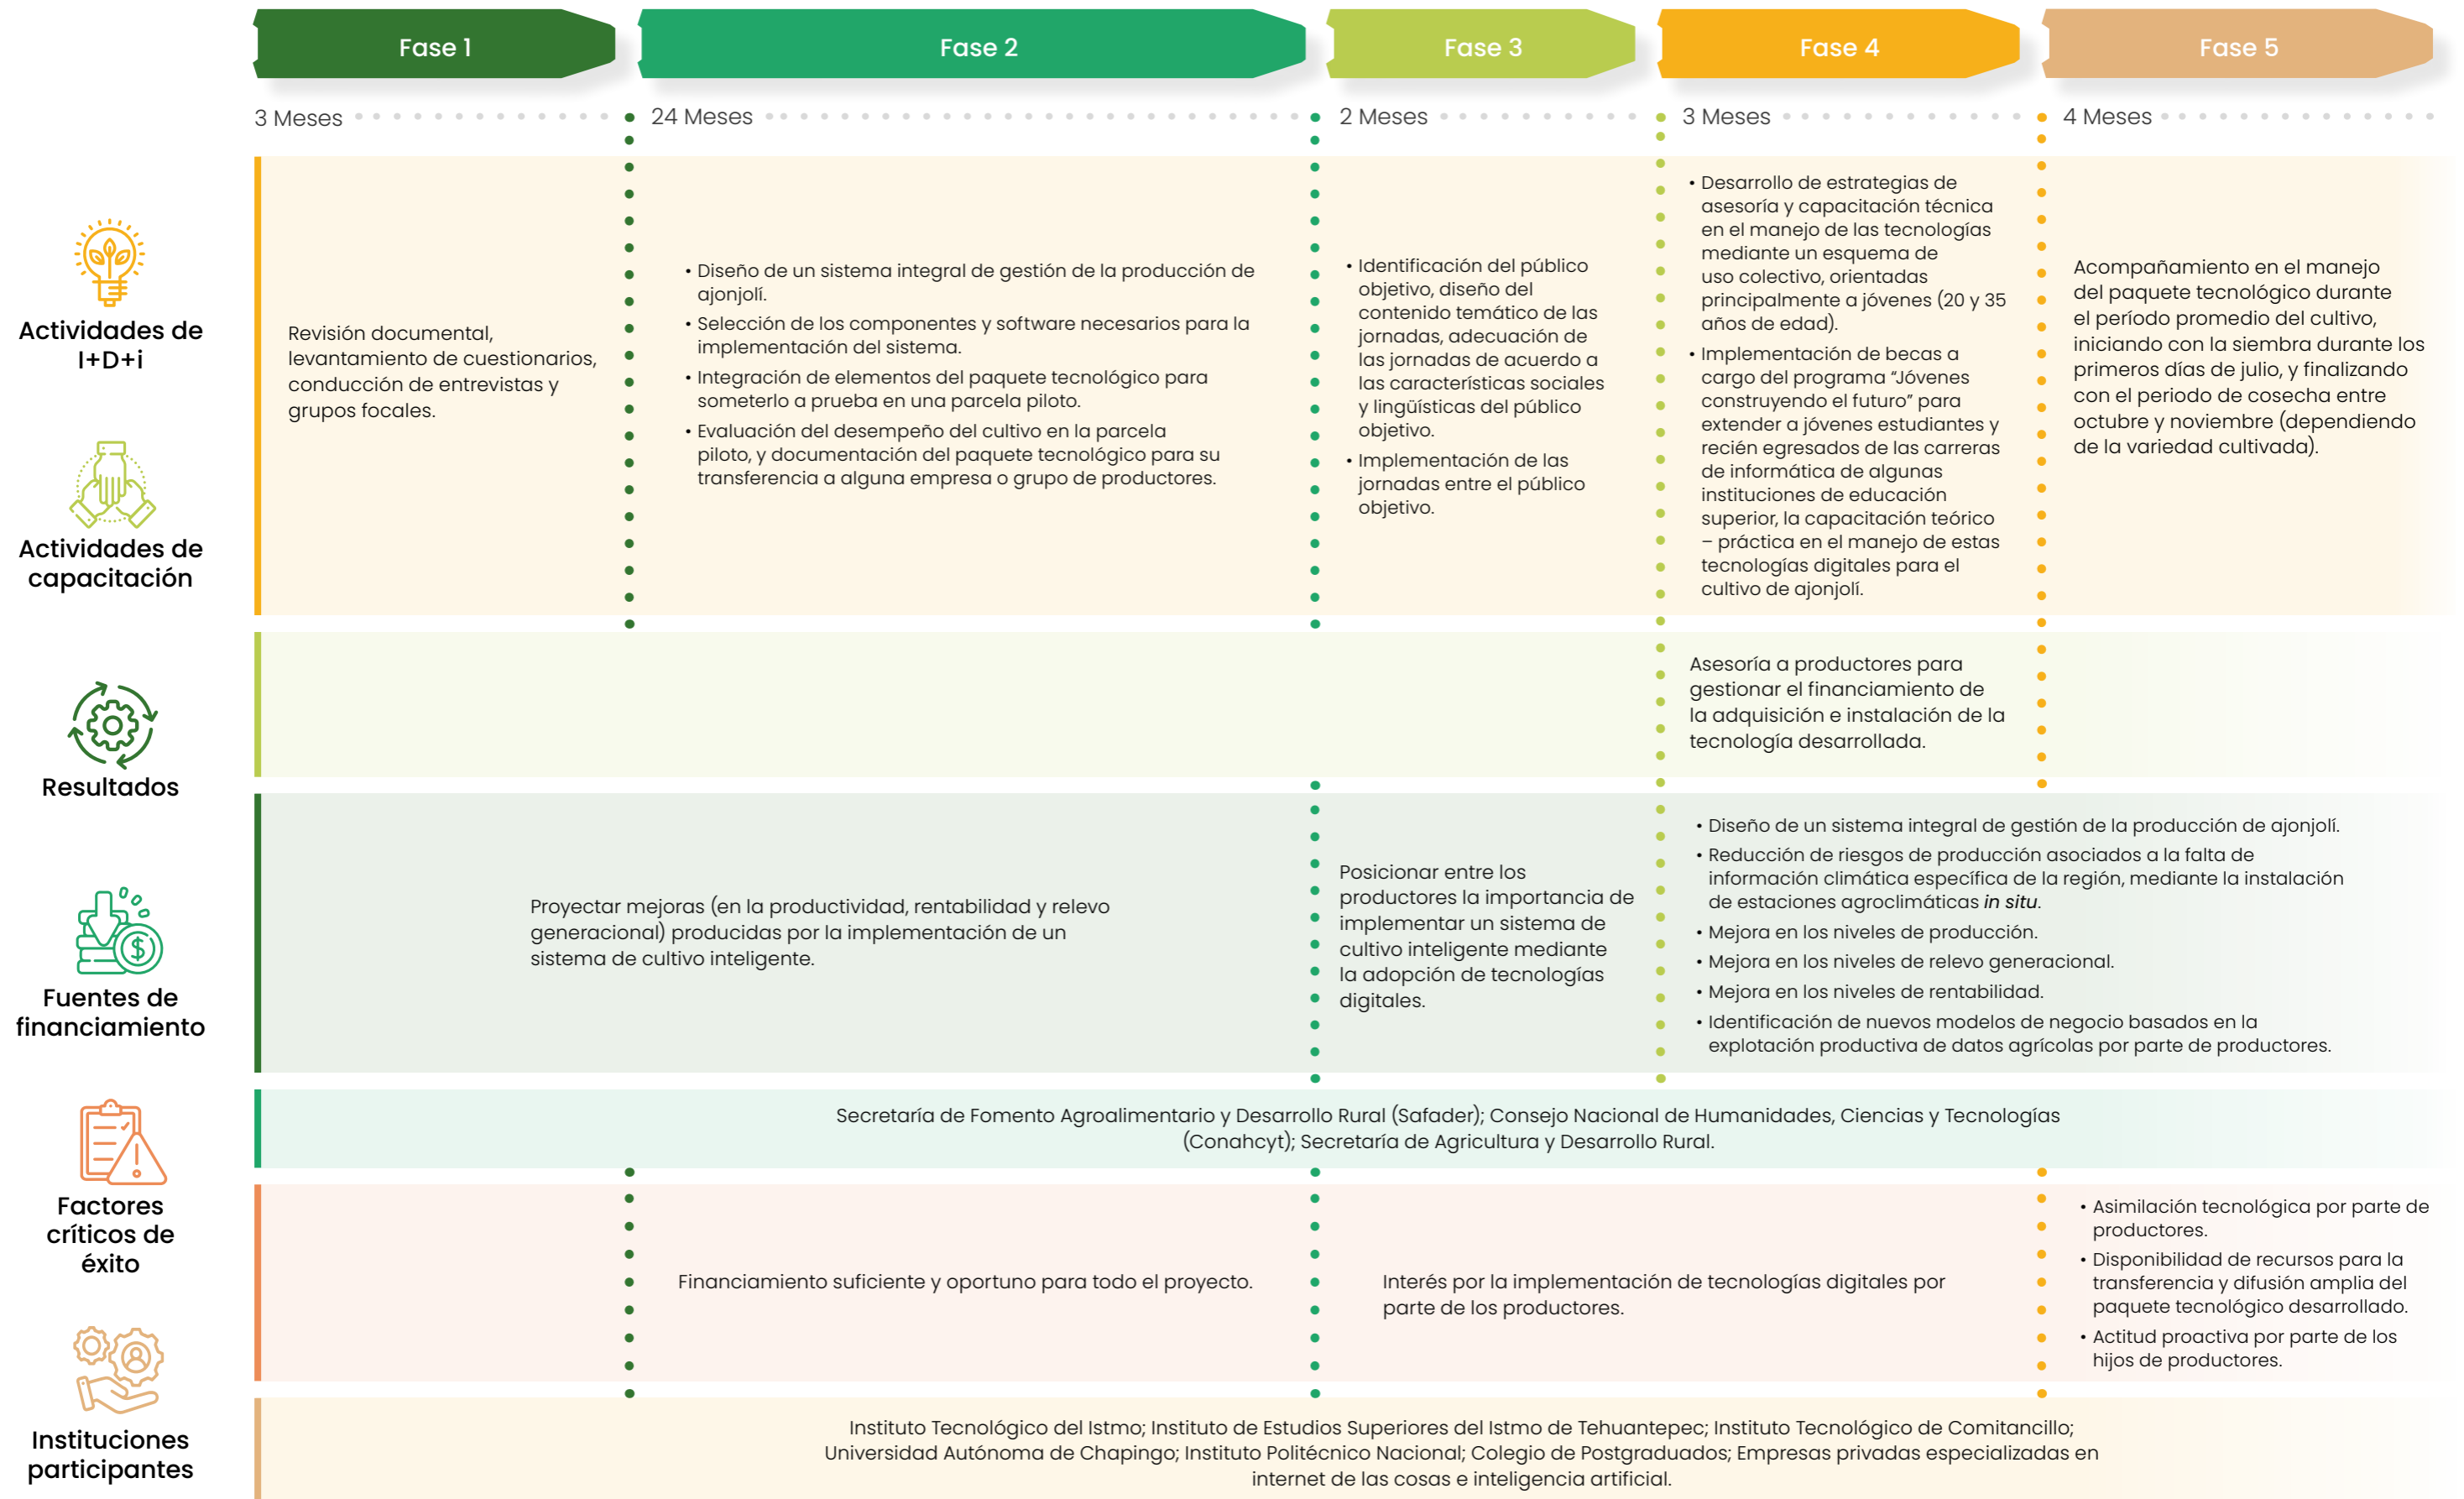 Fase 1
Fase 2
Fase 3
Fase 4
Fase 5
3 Meses
24 Meses
2 Meses
3 Meses
4 Meses
Actividades de
I+D+i
Revisión documental,
levantamiento de cuestionarios,
conducción de entrevistas y
grupos focales.
• Diseño de un sistema integral de gestión de la producción de
ajonjolí.
• Selección de los componentes y software necesarios para la
implementación del sistema.
• Integración de elementos del paquete tecnológico para
someterlo a prueba en una parcela piloto.
• Evaluación del desempeño del cultivo en la parcela
piloto, y documentación del paquete tecnológico para su
transferencia a alguna empresa o grupo de productores.
• Identificación del público
objetivo, diseño del
contenido temático de las
jornadas, adecuación de
las jornadas de acuerdo a
las características sociales
y lingüísticas del público
objetivo.
• Implementación de las
jornadas entre el público
objetivo.
• Desarrollo de estrategias de
asesoría y capacitación técnica
en el manejo de las tecnologías
mediante un esquema de
uso colectivo, orientadas
principalmente a jóvenes (20 y 35
años de edad).
• Implementación de becas a
cargo del programa “Jóvenes
construyendo el futuro” para
extender a jóvenes estudiantes y
recién egresados de las carreras
de informática de algunas
instituciones de educación
superior, la capacitación teórico
– práctica en el manejo de estas
tecnologías digitales para el
cultivo de ajonjolí.
Acompañamiento en el manejo
del paquete tecnológico durante
el período promedio del cultivo,
iniciando con la siembra durante los
primeros días de julio, y finalizando
con el periodo de cosecha entre
octubre y noviembre (dependiendo
de la variedad cultivada).
Actividades de
capacitación
Asesoría a productores para
gestionar el financiamiento de
la adquisición e instalación de la
tecnología desarrollada.
Resultados
Proyectar mejoras (en la productividad, rentabilidad y relevo
generacional) producidas por la implementación de un
sistema de cultivo inteligente.
Posicionar entre los
productores la importancia de
implementar un sistema de
cultivo inteligente mediante
la adopción de tecnologías
digitales.
• Diseño de un sistema integral de gestión de la producción de ajonjolí.
• Reducción de riesgos de producción asociados a la falta de
información climática específica de la región, mediante la instalación
de estaciones agroclimáticas in situ.
• Mejora en los niveles de producción.
• Mejora en los niveles de relevo generacional.
• Mejora en los niveles de rentabilidad.
• Identificación de nuevos modelos de negocio basados en la
explotación productiva de datos agrícolas por parte de productores.
Fuentes de
financiamiento
Secretaría de Fomento Agroalimentario y Desarrollo Rural (Safader); Consejo Nacional de Humanidades, Ciencias y Tecnologías
(Conahcyt); Secretaría de Agricultura y Desarrollo Rural.
Factores
críticos de
éxito
Financiamiento suficiente y oportuno para todo el proyecto.
Interés por la implementación de tecnologías digitales por
parte de los productores.
• Asimilación tecnológica por parte de
productores.
• Disponibilidad de recursos para la
transferencia y difusión amplia del
paquete tecnológico desarrollado.
• Actitud proactiva por parte de los
hijos de productores.
Instituciones
participantes
Instituto Tecnológico del Istmo; Instituto de Estudios Superiores del Istmo de Tehuantepec; Instituto Tecnológico de Comitancillo;
Universidad Autónoma de Chapingo; Instituto Politécnico Nacional; Colegio de Postgraduados; Empresas privadas especializadas en
internet de las cosas e inteligencia artificial.